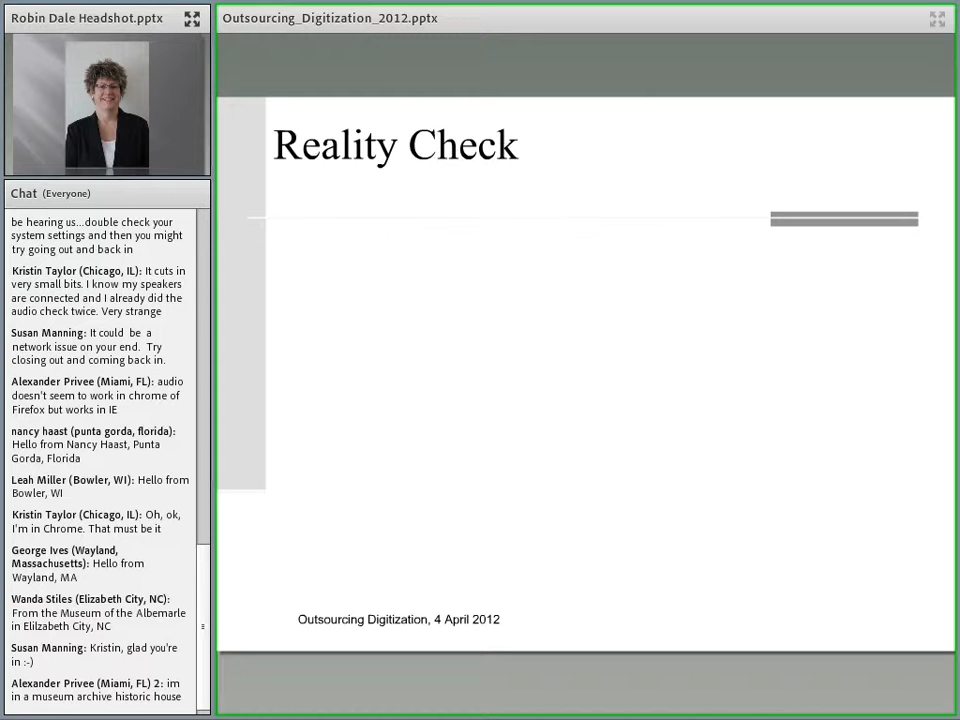 Robin Dale Headshot.pptx
Outsourcing_Digitization_2012.pptx
Chat (Everyone)
be hearing us...double check your
system settings and then you might
try going out and back in
Kristin Taylor (Chicago, IL): It cuts in
very small bits. I know my speakers
are connected and I already did the
audio check twice. Very strange
Susan Manning: It could be a
network issue on your end. Try
closing out and coming back in.
Alexander Privee (Miami, FL): audio
doesn't seem to work in chrome of
Firefox but works in IE
nancy haast (punta gorda, florida):
Hello from Nancy Haast, Punta
Gorda, Florida
Leah Miller (Bowler, WI): Hello from
Bowler, WI
Kristin Taylor (Chicago, IL): Oh, ok,
I'm in Chrome. That must be it
George Ives (Wayland,
Massachusetts): Hello from
Wayland, MA
Wanda Stiles (Elizabeth City, NC):
From the Museum of the Albemarle
in Elilzabeth City, NC
Susan Manning: Kristin, glad you're
in :-)
Alexander Privee (Miami, FL) 2: im
in a museum archive historic house
Reality Check
Outsourcing Digitization, 4 April 2012